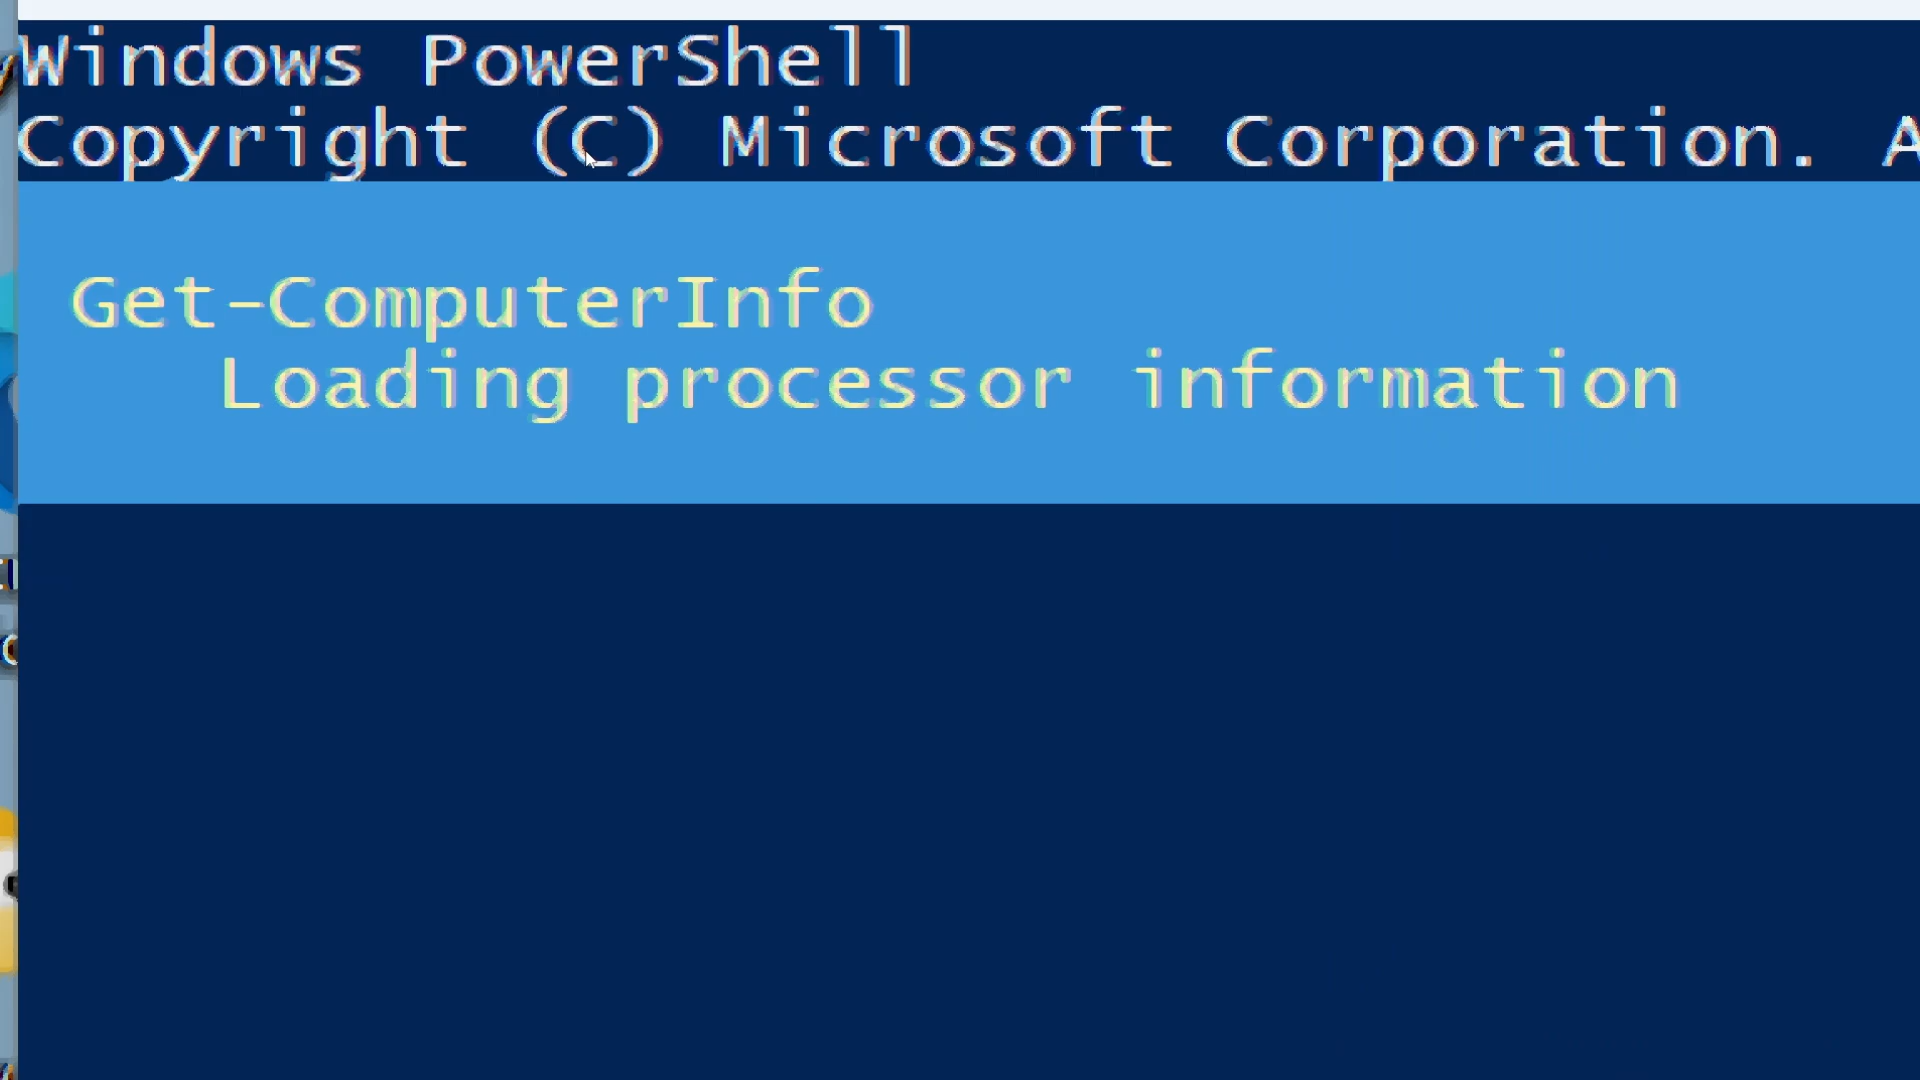 Windows PowerShell
Copyright (C) Microsoft Corporation. A
Get-ComputerInfo
Loading processor information